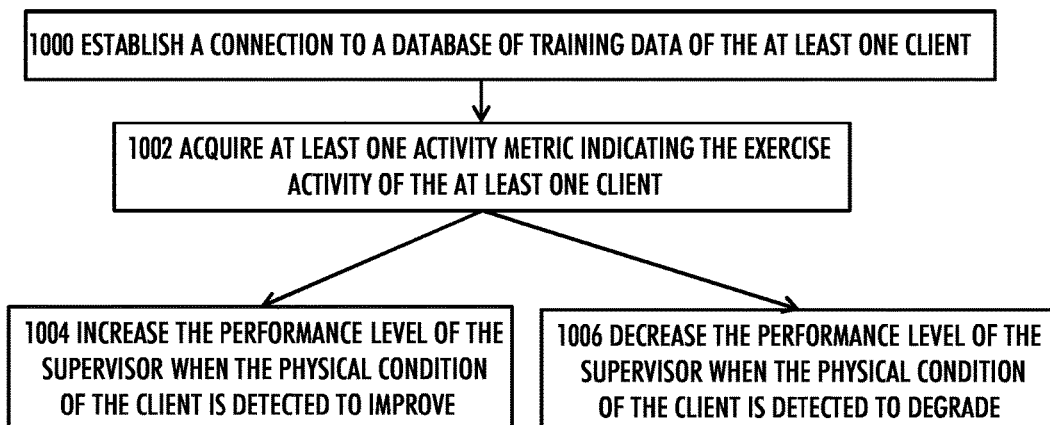 1000 ESTABLISH A CONNECTION TO A DATABASE OF TRAINING DATA OF THE AT LEAST ONE CLIENT
1002 ACQUIRE AT LEAST ONE ACTIVITY METRIC INDICATING THE EXERCISE
ACTIVITY OF THE AT LEAST ONE CLIENT
1004 INCREASE THE PERFORMANCE LEVEL OF THE
SUPERVISOR WHEN THE PHYSICAL CONDITION
OF THE CLIENT IS DETECTED TO IMPROVE
1006 DECREASE THE PERFORMANCE LEVEL OF THE
SUPERVISOR WHEN THE PHYSICAL CONDITION
OF THE CLIENT IS DETECTED TO DEGRADE